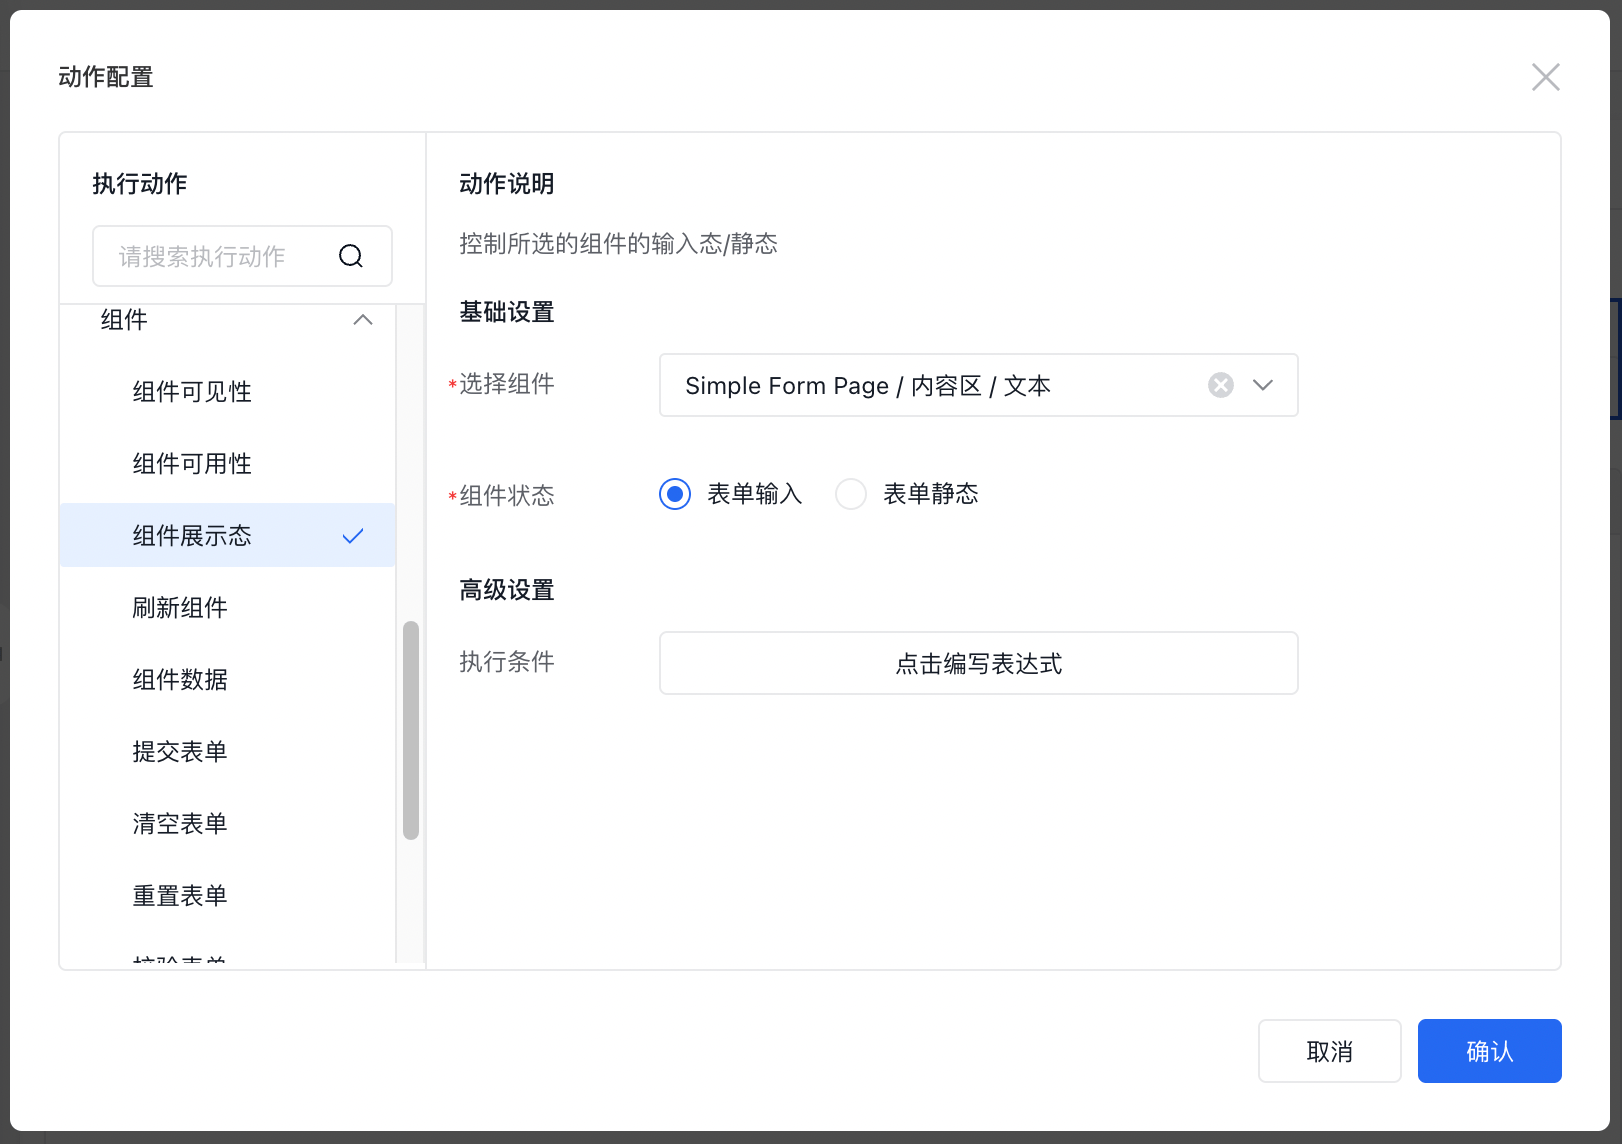 动作配置
执行动作
请搜索执行动作
组件
组件可见性
组件可用性
组件展示态
刷新组件
组件数据
提交表单
清空表单
重置表单
动作说明
控制所选的组件的输入态/静态
基础设置
*选择组件 Simple Form Page / 内容区 / 文本
*组件状态 表单输入 表单静态
高级设置
执行条件 点击编写表达式
取消 确认